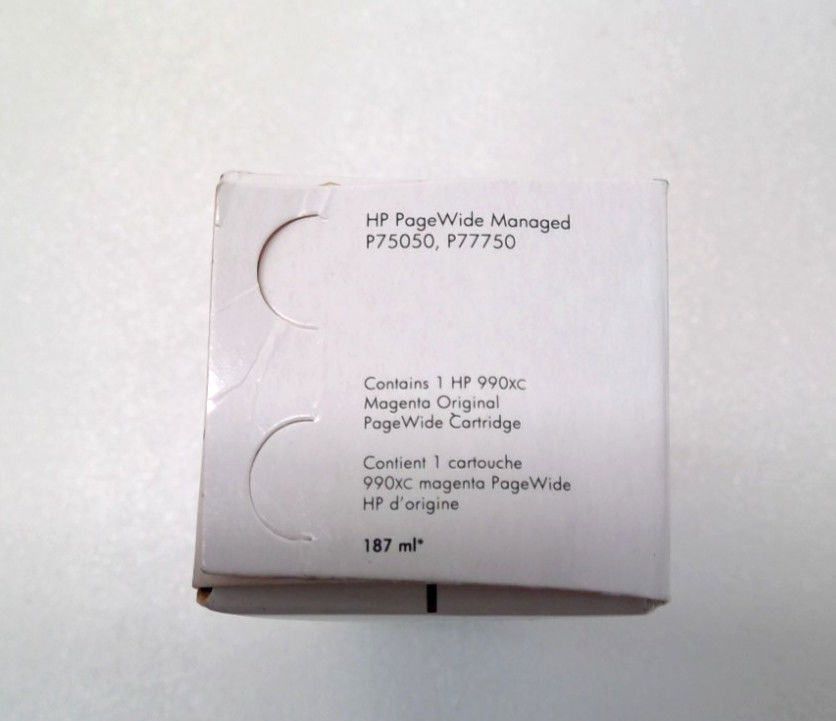 HP PageWide Managed
P75050, P77750
Contains 1 HP 990XC
Magenta Original
PageWide Cartridge
Contient 1 cartouche
990XC magenta PageWide
HP d'origine
187 ml*